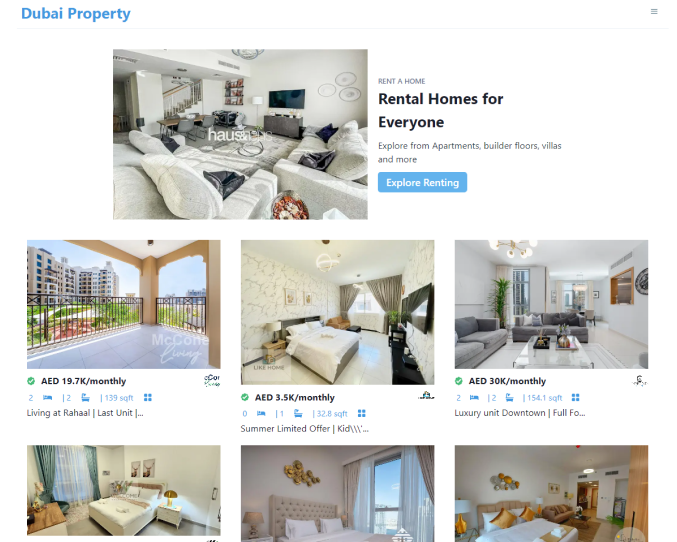 Dubai Property
haus haus
RENT A HOME
Rental Homes for
Everyone
Explore from Apartments, builder floors, villas
and more
Explore Renting
McCone
Living
LIKE HOME
AED 19.7K/monthly
2 | 2 | 139 sqft
Living at Rahaal | Last Unit |...
AED 3.5K/monthly
0 | 1 | 32.8 sqft
Summer Limited Offer | Kid\\\'...
AED 30K/monthly
2 | 2 | 154.1 sqft
Luxury unit Downtown | Full Fo...